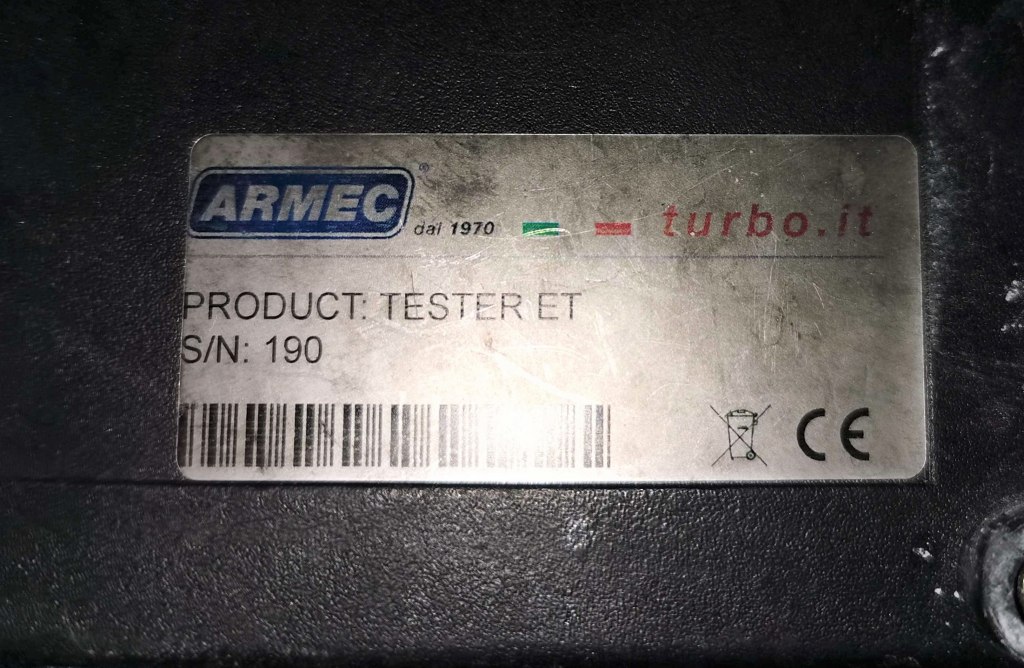 ARMEC® dal 1970 turbo.it
PRODUCT: TESTER ET
S/N: 190
CE